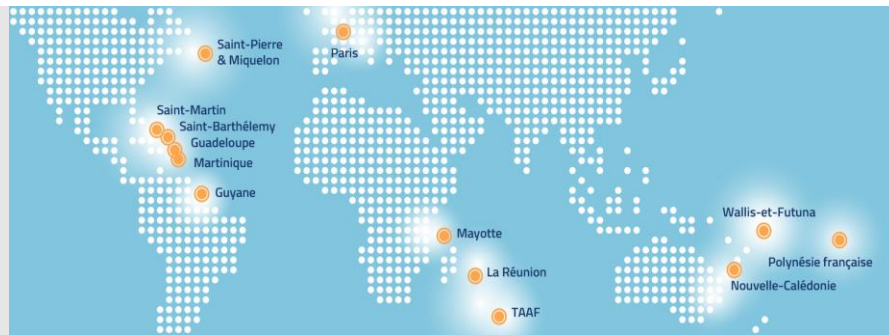 Saint-Pierre
& Miquelon
Paris
Saint-Martin
Saint-Barthélemy
Guadeloupe
Martinique
Guyane
Mayotte
La Réunion
TAAF
Wallis-et-Futuna
Polynésie française
Nouvelle-Calédonie